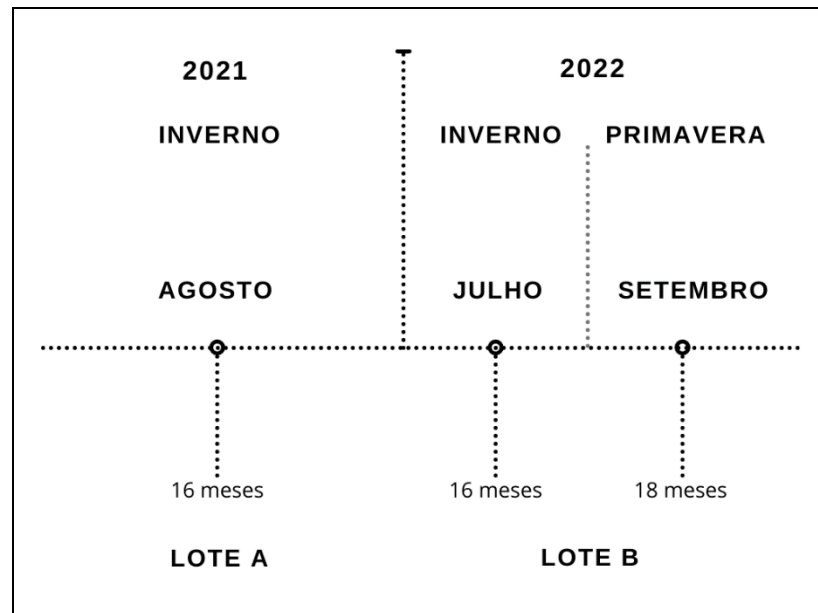 2021 2022
INVERNO INVERNO PRIMAVERA
AGOSTO JULHO SETEMBRO
16 meses 16 meses 18 meses
LOTE A LOTE B